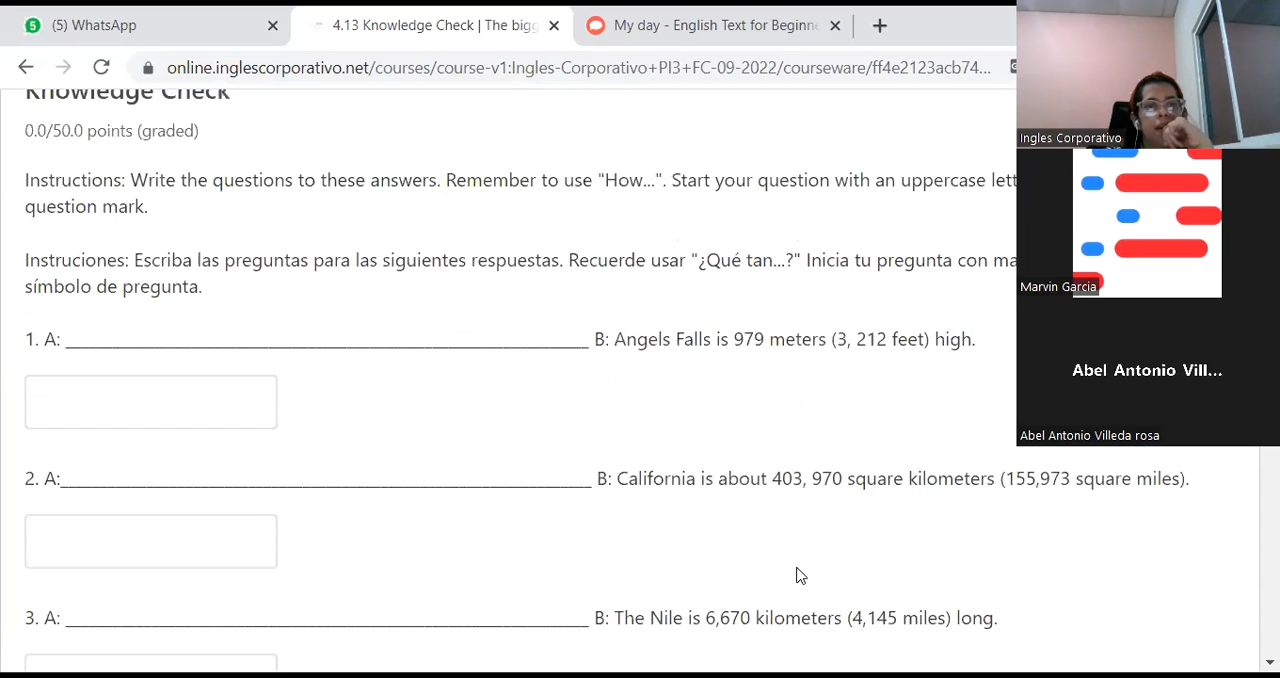 (5) WhatsApp
4.13 Knowledge Check | The bigg
My day - English Text for Beginne
online.inglescorporativo.net/courses/course-v1:Ingles-Corporativo+PI3+FC-09-2022/courseware/ff4e2123acb74...
Knowledge Check
0.0/50.0 points (graded)
Instructions: Write the questions to these answers. Remember to use "How...". Start your question with an uppercase lett
question mark.
Instruciones: Escriba las preguntas para las siguientes respuestas. Recuerde usar "¿Qué tan...?" Inicia tu pregunta con ma
símbolo de pregunta.
1. A: ______ B: Angels Falls is 979 meters (3, 212 feet) high.
2. A:______ B: California is about 403, 970 square kilometers (155,973 square miles).
3. A: ______ B: The Nile is 6,670 kilometers (4,145 miles) long.
Ingles Corporativo
Marvin Garcia
Abel Antonio Vill...
Abel Antonio Villeda rosa